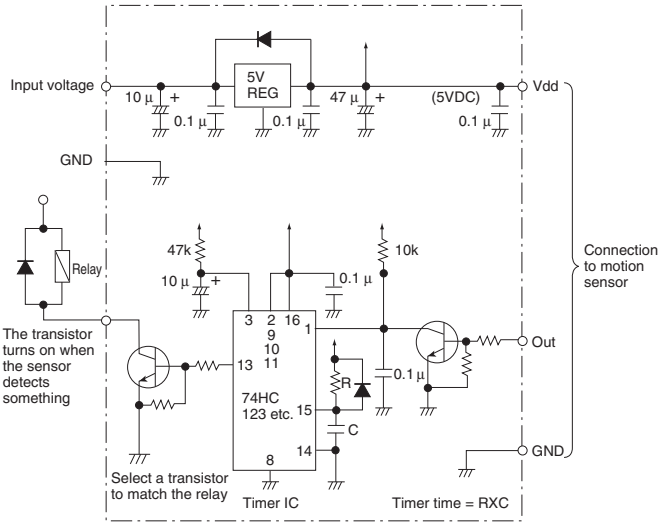 Input voltage
10 μ
+
0.1 μ
5V
REG
0.1 μ
47 μ
+
(5VDC)
0.1 μ
Vdd
GND
Relay
47k
10 μ
+
0.1 μ
10k
Connection
to motion
sensor
3
2
16
9
10
11
1
13
74HC
123 etc.
15
14
8
R
C
0.1 μ
Out
GND
The transistor
turns on when
the sensor
detects
something
Select a transistor
to match the relay
Timer IC
Timer time = RXC